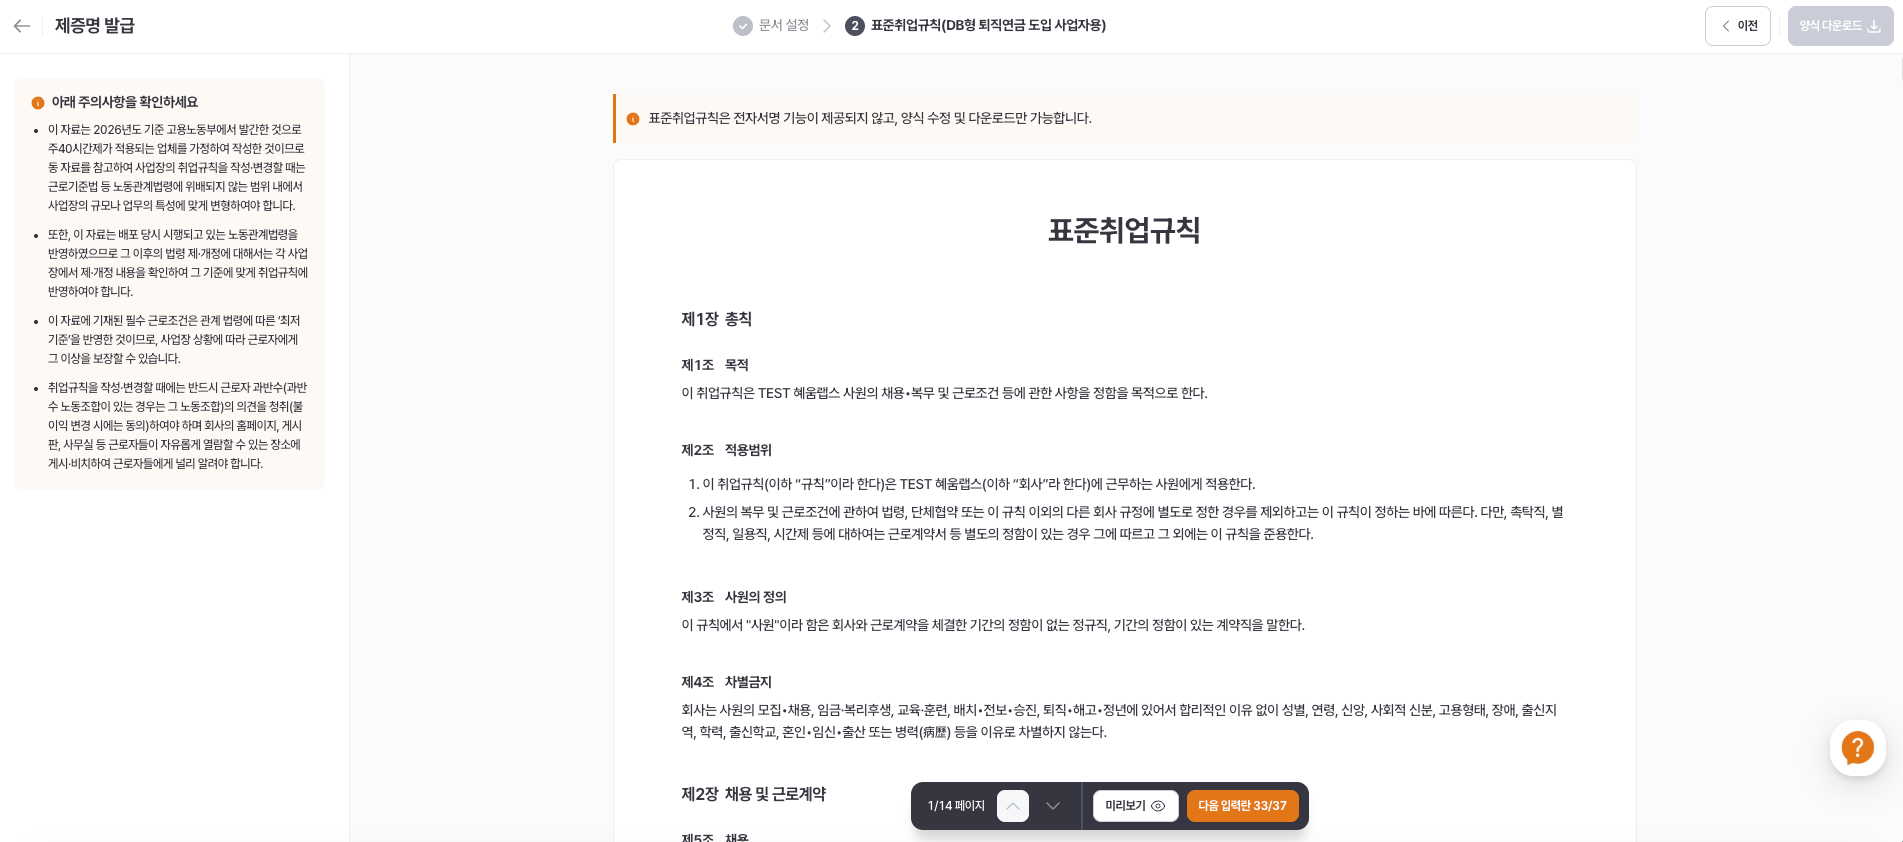 제증명 발급
문서 설정
2 표준취업규칙(DB형 퇴직연금 도입 사업자용)
이전
양식 다운로드
아래 주의사항을 확인하세요
• 이 자료는 2026년도 기준 고용노동부에서 발간한 것으로
주40시간제가 적용되는 업체를 가정하여 작성한 것이므로
동 자료를 참고하여 사업장의 취업규칙을 작성·변경할 때는
근로기준법 등 노동관계법령에 위배되지 않는 범위 내에서
사업장의 규모나 업무의 특성에 맞게 변형하여야 합니다.
• 또한, 이 자료는 배포 당시 시행되고 있는 노동관계법령을
반영하였으므로 그 이후의 법령 제·개정에 대해서는 각 사업
장에서 제·개정 내용을 확인하여 그 기준에 맞게 취업규칙에
반영하여야 합니다.
• 이 자료에 기재된 필수 근로조건은 관계 법령에 따른 ‘최저
기준’을 반영한 것이므로, 사업장 상황에 따라 근로자에게
그 이상을 보장할 수 있습니다.
• 취업규칙을 작성·변경할 때에는 반드시 근로자 과반수(과반
수 노동조합이 있는 경우는 그 노동조합)의 의견을 청취(불
이익 변경 시에는 동의)하여야 하며 회사의 홈페이지, 게시
판, 사무실 등 근로자들이 자유롭게 열람할 수 있는 장소에
게시·비치하여 근로자들에게 널리 알려야 합니다.
표준취업규칙은 전자서명 기능이 제공되지 않고, 양식 수정 및 다운로드만 가능합니다.
표준취업규칙
제1장 총칙
제1조 목적
이 취업규칙은 TEST 혜움랩스 사원의 채용•복무 및 근로조건 등에 관한 사항을 정함을 목적으로 한다.
제2조 적용범위
1. 이 취업규칙(이하 “규칙”이라 한다)은 TEST 혜움랩스(이하 “회사”라 한다)에 근무하는 사원에게 적용한다.
2. 사원의 복무 및 근로조건에 관하여 법령, 단체협약 또는 이 규칙 이외의 다른 회사 규정에 별도로 정한 경우를 제외하고는 이 규칙이 정하는 바에 따른다. 다만, 촉탁직, 별
정직, 일용직, 시간제 등에 대하여는 근로계약서 등 별도의 정함이 있는 경우 그에 따르고 그 외에는 이 규칙을 준용한다.
제3조 사원의 정의
이 규칙에서 "사원"이라 함은 회사와 근로계약을 체결한 기간의 정함이 없는 정규직, 기간의 정함이 있는 계약직을 말한다.
제4조 차별금지
회사는 사원의 모집•채용, 임금·복리후생, 교육·훈련, 배치•전보•승진, 퇴직•해고•정년에 있어서 합리적인 이유 없이 성별, 연령, 신앙, 사회적 신분, 고용형태, 장애, 출신지
역, 학력, 출신학교, 혼인•임신•출산 또는 병력(病歷) 등을 이유로 차별하지 않는다.
제2장 채용 및 근로계약
제5조 채용
1/14 페이지
미리보기
다음 입력란 33/37